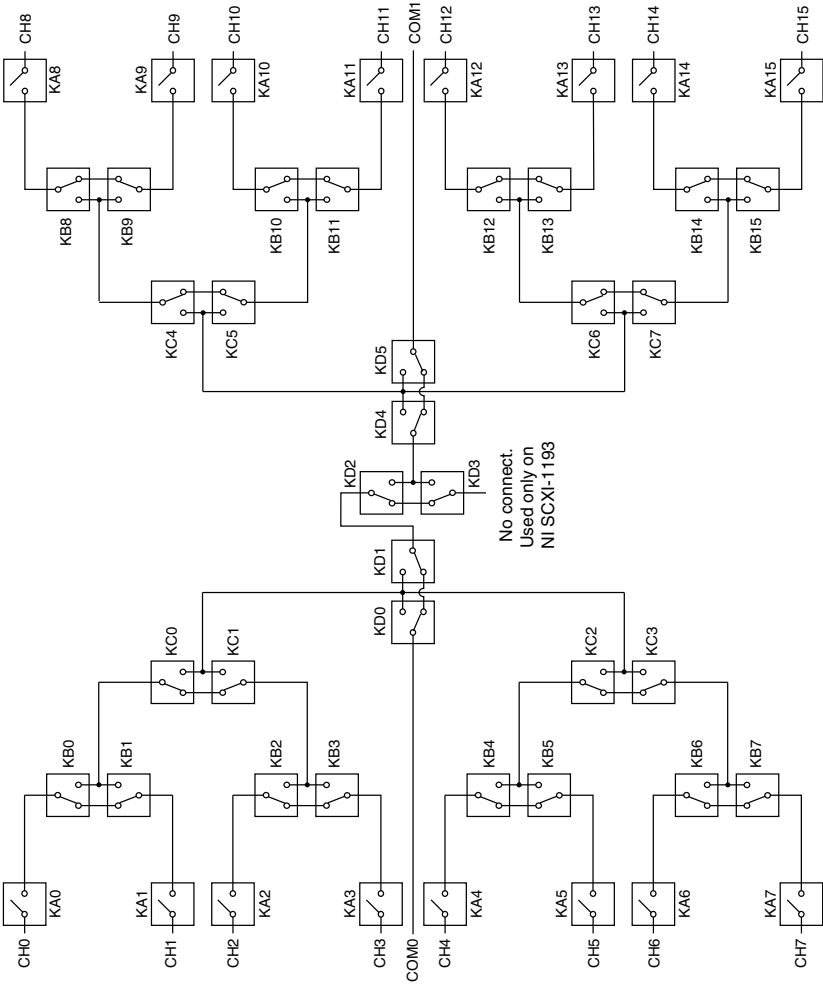 CH0
KA0
KB0
KB1
KC0
KC1
CH1
KA1
CH2
KA2
KB2
KB3
CH3
KA3
COM0
KD0
KD1
KD2
KD3
No connect.
Used only on
NI SCXI-1193
CH4
KA4
KB4
KB5
KC2
KC3
CH5
KA5
CH6
KA6
KB6
KB7
CH7
KA7
CH8
KA8
KB8
KB9
KC4
KC5
CH9
KA9
CH10
KA10
KB10
KB11
CH11
KA11
COM1
KD4
KD5
CH12
KA12
KB12
KB13
KC6
KC7
CH13
KA13
CH14
KA14
KB14
KB15
CH15
KA15